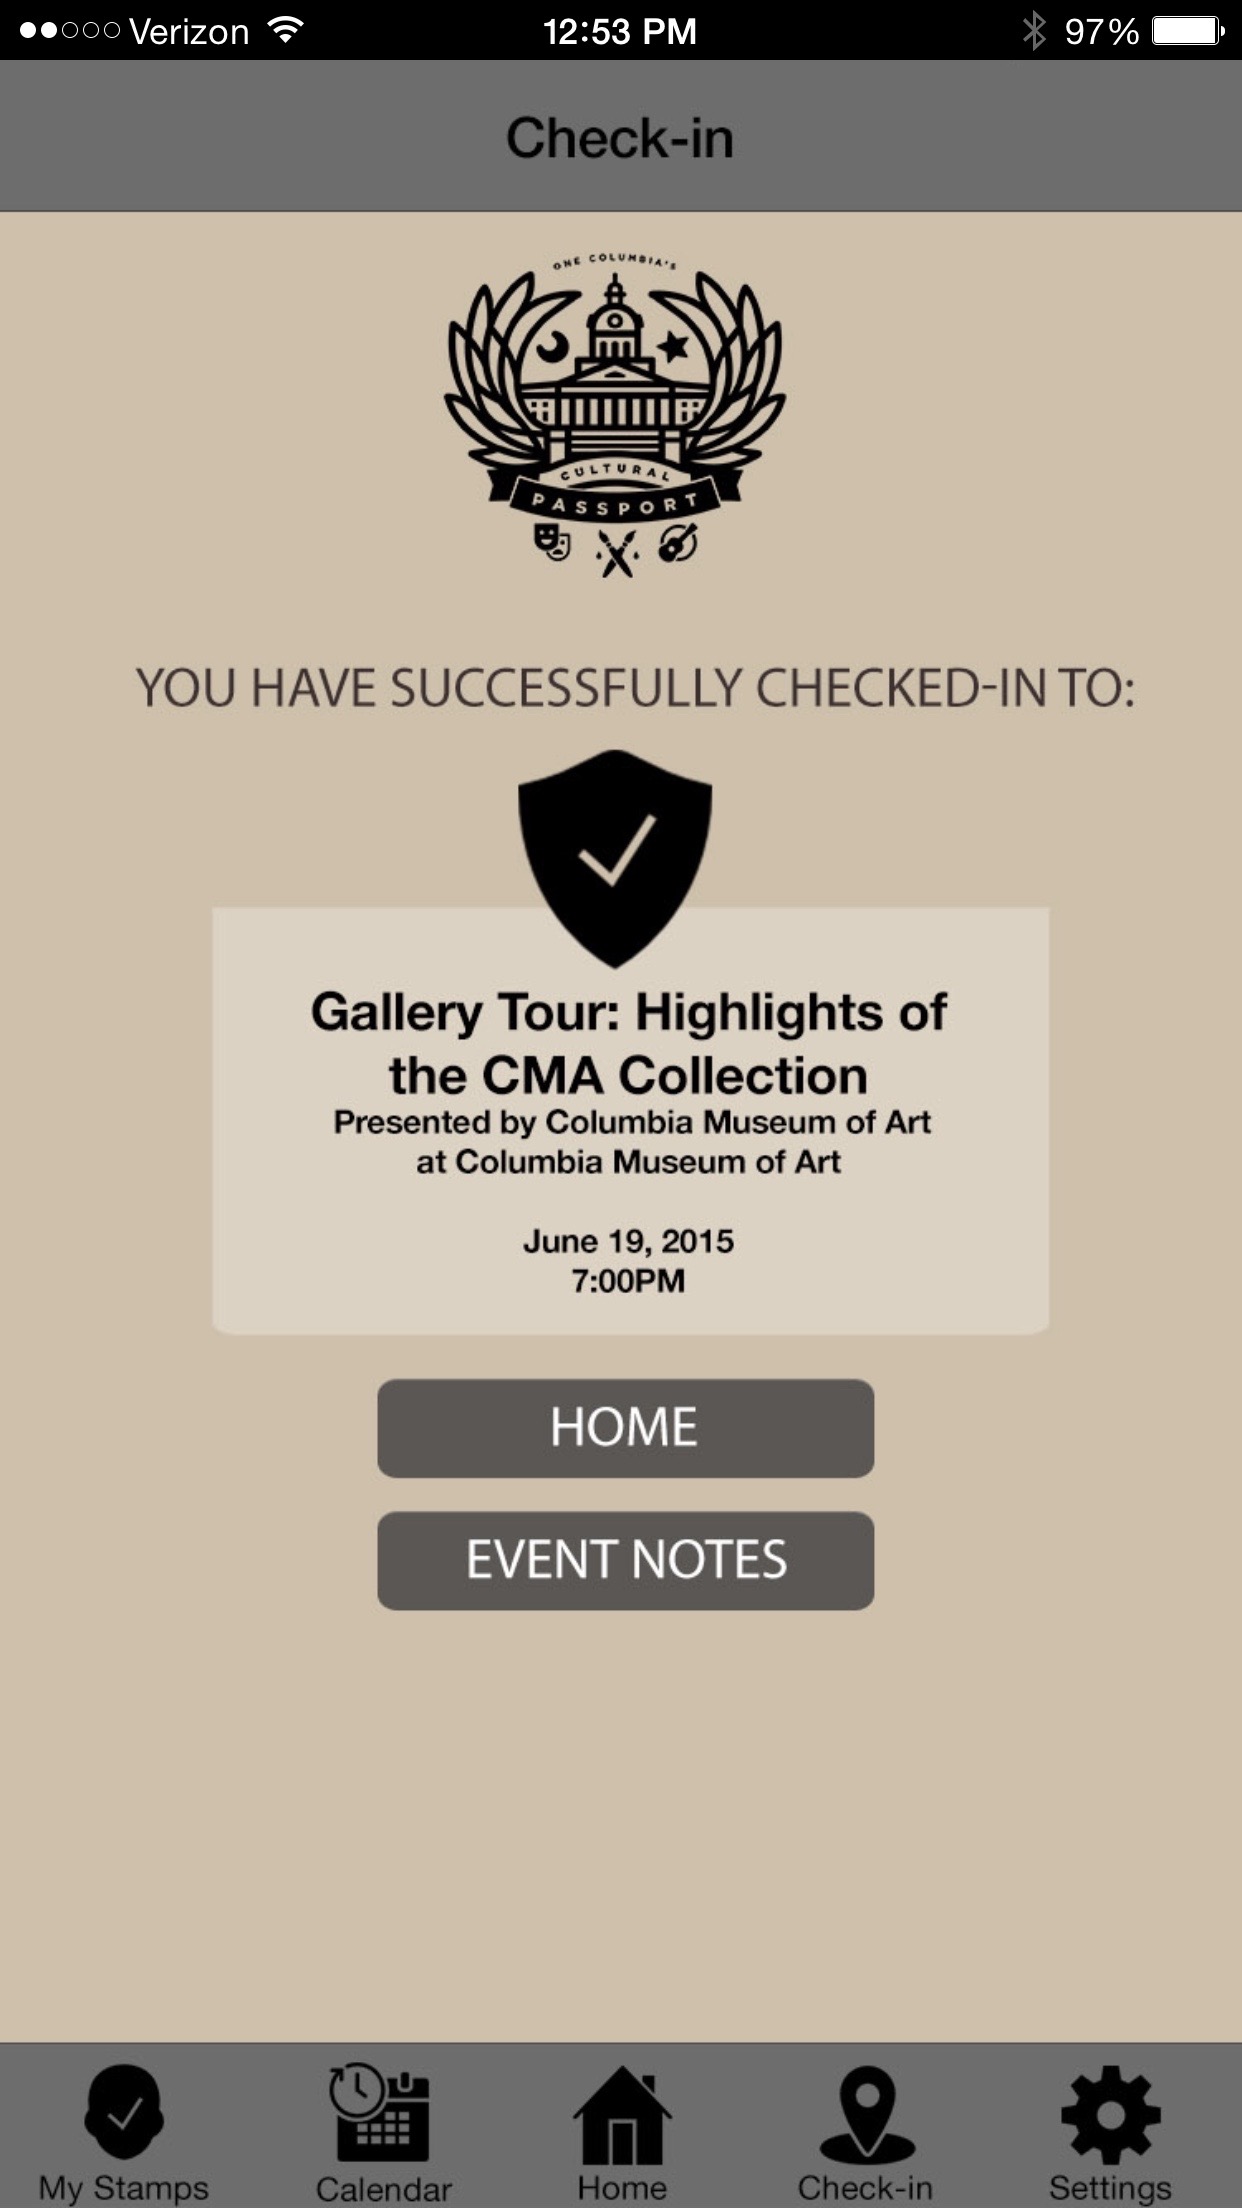 Verizon 12:53 PM 97%
Check-in
ONE COLUMBIA'S
CULTURAL
PASSPORT
YOU HAVE SUCCESSFULLY CHECKED-IN TO:
Gallery Tour: Highlights of
the CMA Collection
Presented by Columbia Museum of Art
at Columbia Museum of Art
June 19, 2015
7:00PM
HOME
EVENT NOTES
My Stamps Calendar Home Check-in Settings